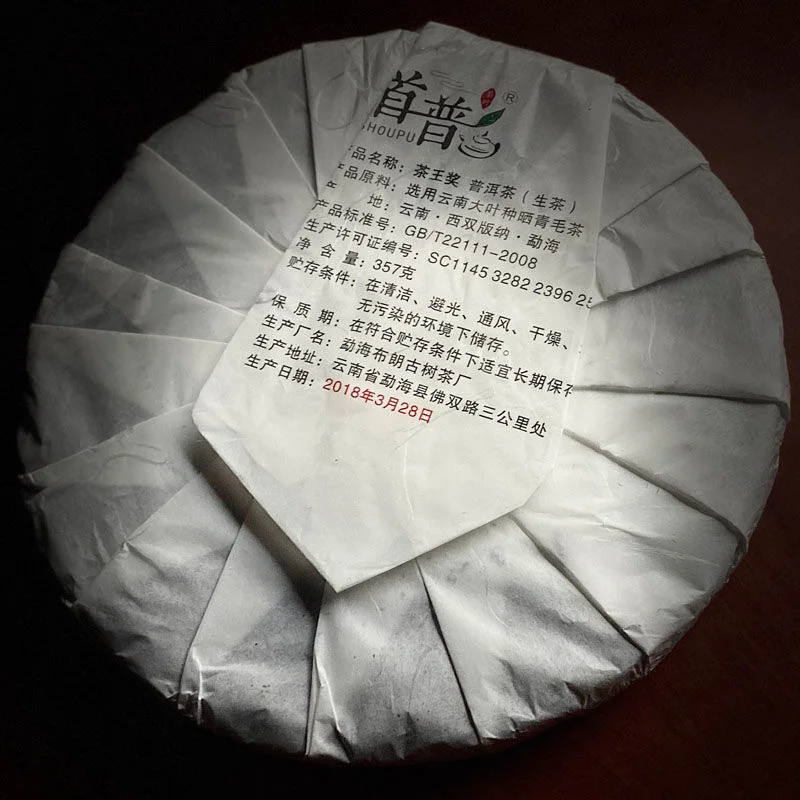 首普®
SHOUPU
产品名称：茶王奖 普洱茶（生茶）
产品原料：选用云南大叶种晒青毛茶
产 地：云南·西双版纳·勐海
产品标准号：GB/T22111-2008
生产许可证编号：SC1145 3282 2396 25
净 含 量：357克
贮存条件：在清洁、避光、通风、干燥、
无污染的环境下储存。
保 质 期：在符合贮存条件下适宜长期保存
生产厂名：勐海布朗古树茶厂
生产地址：云南省勐海县佛双路三公里处
生产日期：2018年3月28日